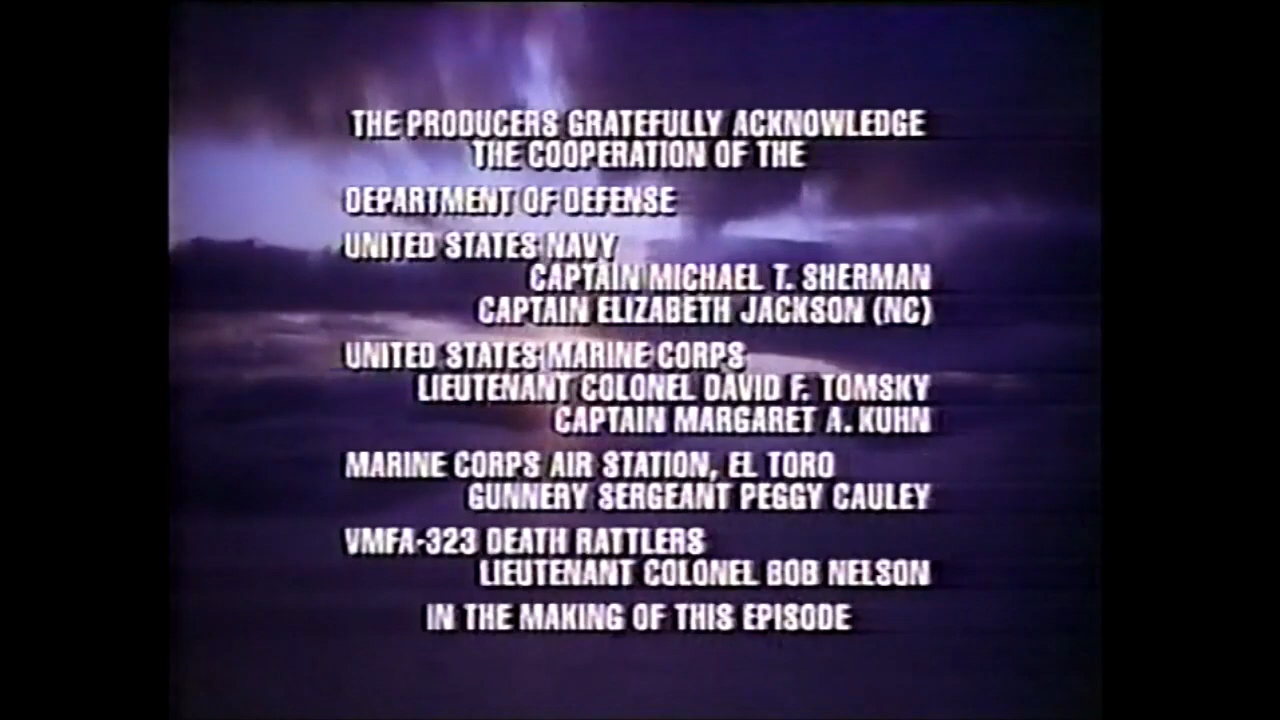 THE PRODUCERS GRATEFULLY ACKNOWLEDGE
THE COOPERATION OF THE
DEPARTMENT OF DEFENSE
UNITED STATES NAVY
CAPTAIN MICHAEL T. SHERMAN
CAPTAIN ELIZABETH JACKSON (NC)
UNITED STATES MARINE CORPS
LIEUTENANT COLONEL DAVID F. TOMSKY
CAPTAIN MARGARET A. KUHN
MARINE CORPS AIR STATION, EL TORO
GUNNERY SERGEANT PEGGY CAULEY
VMFA-323 DEATH RATTLERS
LIEUTENANT COLONEL BOB NELSON
IN THE MAKING OF THIS EPISODE